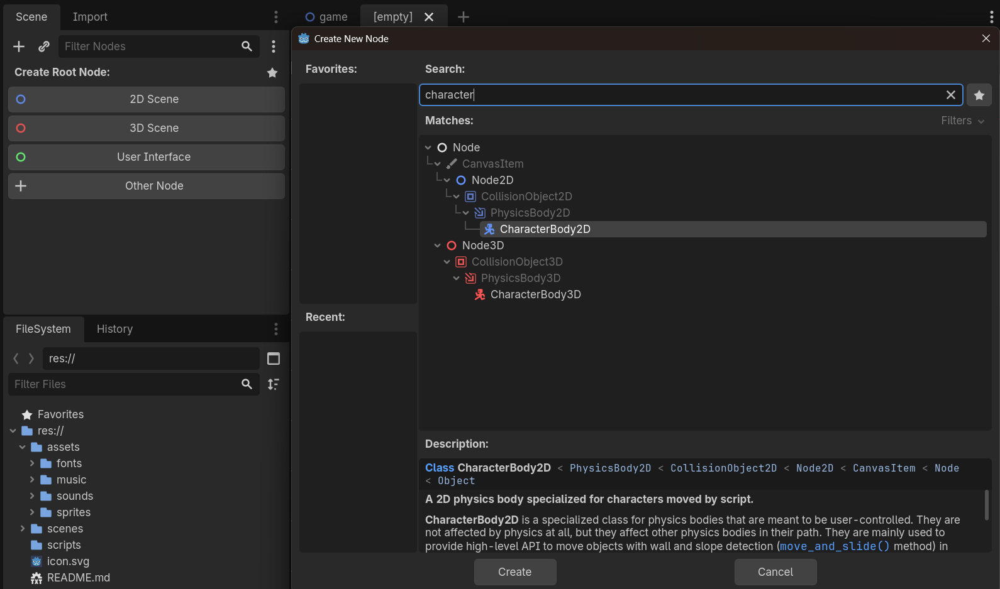 Scene
Import
game
[empty]
Filter Nodes
Create Root Node:
2D Scene
3D Scene
User Interface
Other Node
FileSystem
History
res://
Filter Files
Favorites
res://
assets
fonts
music
sounds
sprites
scenes
scripts
icon.svg
README.md
Create New Node
Favorites:
Recent:
Search:
character
Matches:
Filters
Node
CanvasItem
Node2D
CollisionObject2D
PhysicsBody2D
CharacterBody2D
Node3D
CollisionObject3D
PhysicsBody3D
CharacterBody3D
Description:
Class CharacterBody2D < PhysicsBody2D < CollisionObject2D < Node2D < CanvasItem < Node
< Object
A 2D physics body specialized for characters moved by script.
CharacterBody2D is a specialized class for physics bodies that are meant to be user-controlled. They are
not affected by physics at all, but they affect other physics bodies in their path. They are mainly used to
provide high-level API to move objects with wall and slope detection (move_and_slide() method) in
Create
Cancel